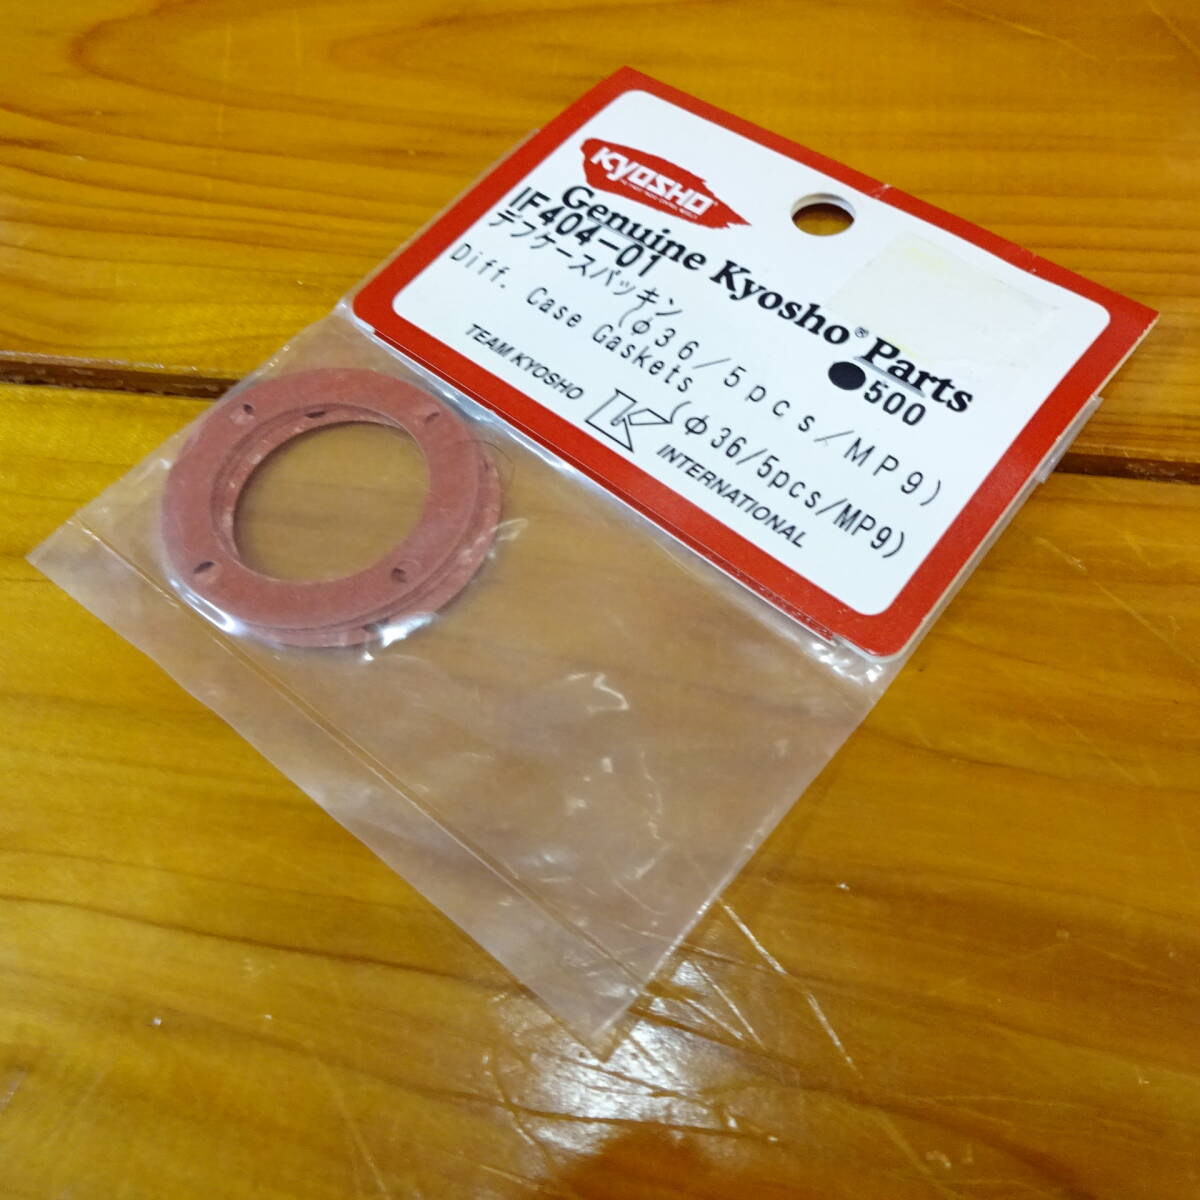 KYOSHO
Genuine Kyosho® Parts
IF404-01 ●500
デフケースパッキン(φ36/5pcs/MP9)
Diff. Case Gaskets (φ36/5pcs/MP9)
TEAM KYOSHO K INTERNATIONAL